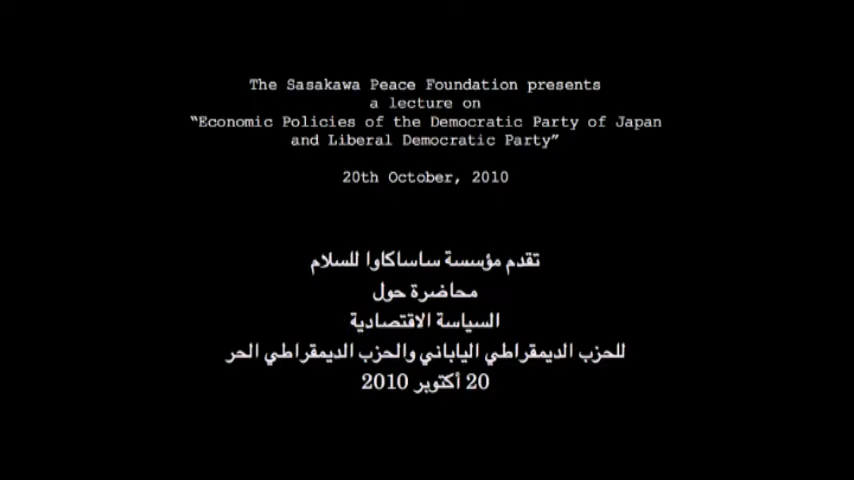 The Sasakawa Peace Foundation presents
a lecture on
“Economic Policies of the Democratic Party of Japan
and Liberal Democratic Party”
20th October, 2010
تقدم مؤسسة ساساكاوا للسلام
محاضرة حول
السياسة الاقتصادية
للحزب الديمقراطي الياباني والحزب الديمقراطي الحر
20 أكتوبر 2010